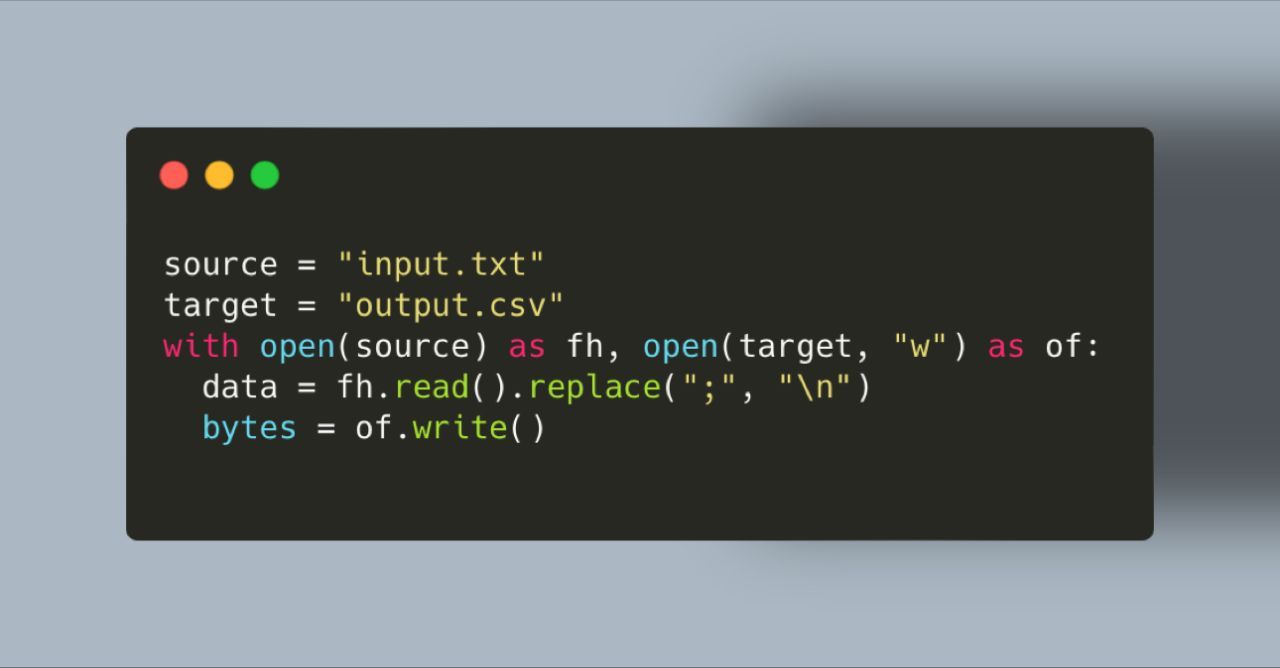 source = "input.txt"
target = "output.csv"
with open(source) as fh, open(target, "w") as of:
  data = fh.read().replace(";", "\n")
  bytes = of.write()